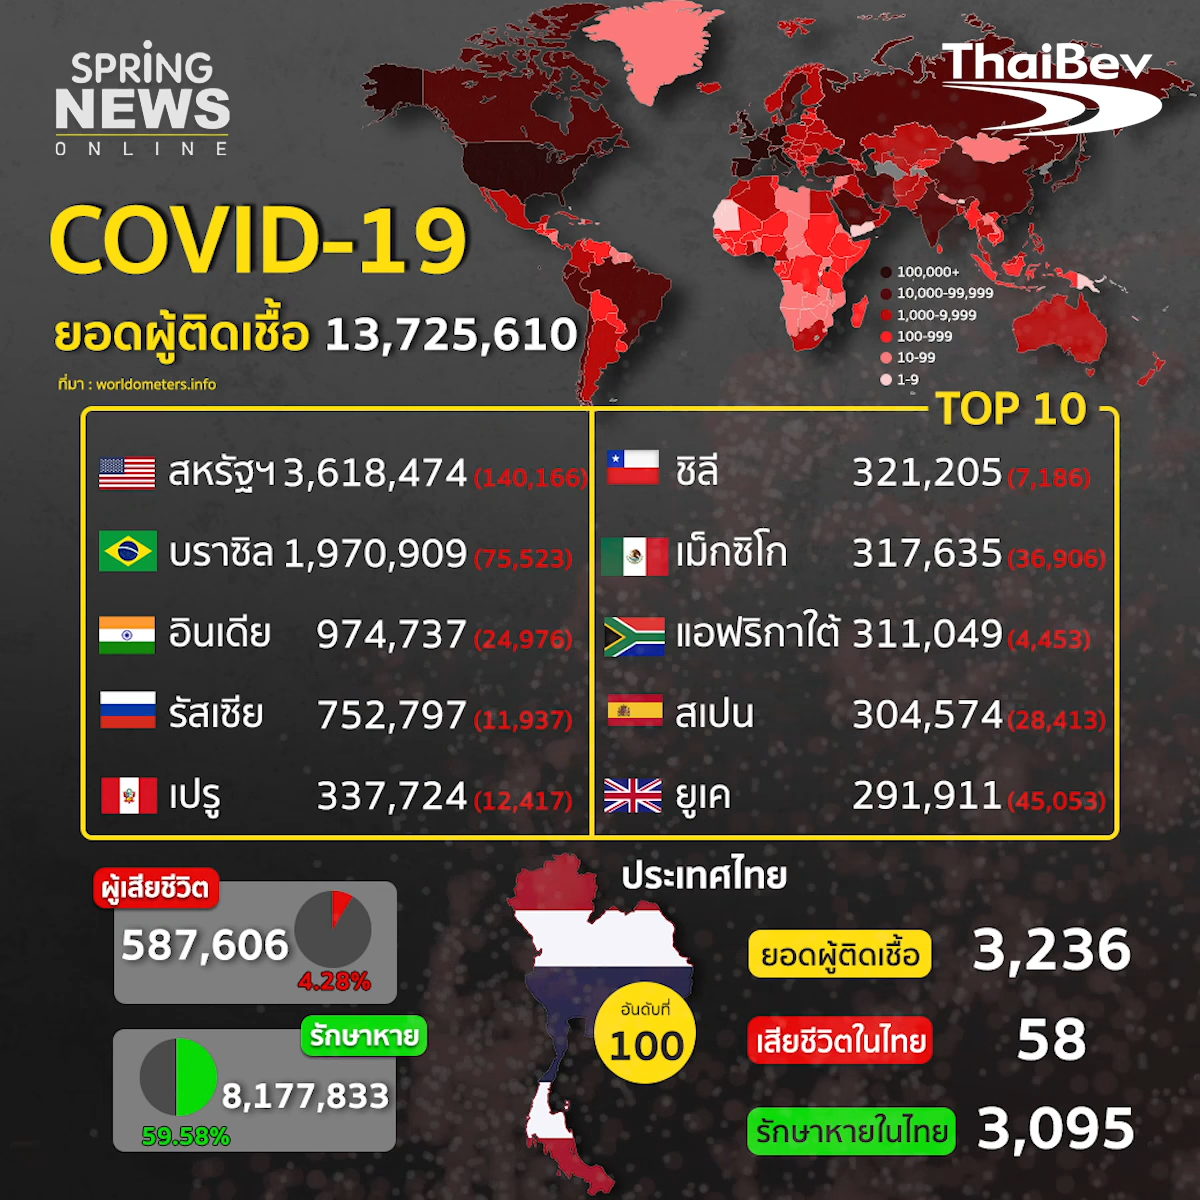 SPRiNG
NEWS
ONLINE
ThaiBev
COVID-19
ยอดผู้ติดเชื้อ 13,725,610
ที่มา : worldometers.info
100,000+
10,000-99,999
1,000-9,999
100-999
10-99
1-9
TOP 10
สหรัฐฯ 3,618,474 (140,166)
บราซิล 1,970,909 (75,523)
อินเดีย 974,737 (24,976)
รัสเซีย 752,797 (11,937)
เปรู 337,724 (12,417)
ชิลี 321,205 (7,186)
เม็กซิโก 317,635 (36,906)
แอฟริกาใต้ 311,049 (4,453)
สเปน 304,574 (28,413)
ยูเค 291,911 (45,053)
ผู้เสียชีวิต
587,606
4.28%
รักษาหาย
8,177,833
59.58%
ประเทศไทย
อันดับที่
100
ยอดผู้ติดเชื้อ 3,236
เสียชีวิตในไทย 58
รักษาหายในไทย 3,095